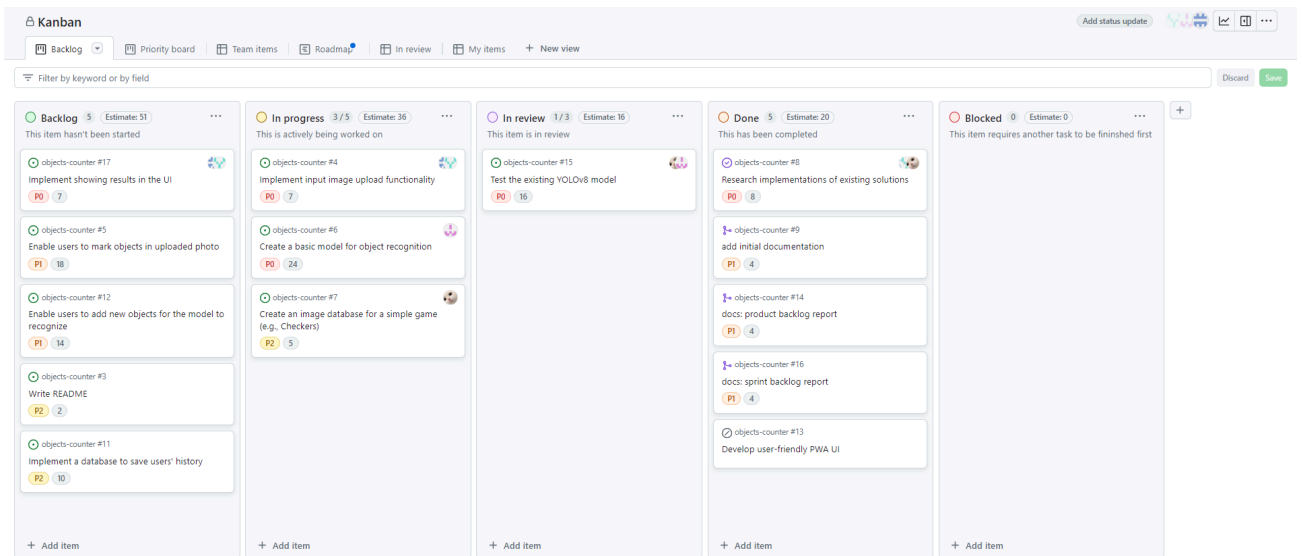 Kanban
Add status update
Backlog
Priority board
Team items
Roadmap
In review
My items
+ New view
Filter by keyword or by field
Discard
Save
Backlog 5 Estimate: 51
This item hasn't been started
objects-counter #17
Implement showing results in the UI
P0 7
objects-counter #5
Enable users to mark objects in uploaded photo
P1 18
objects-counter #12
Enable users to add new objects for the model to
recognize
P1 14
objects-counter #3
Write README
P2 2
objects-counter #11
Implement a database to save users' history
P2 10
+ Add item
In progress 3 / 5 Estimate: 36
This is actively being worked on
objects-counter #4
Implement input image upload functionality
P0 7
objects-counter #6
Create a basic model for object recognition
P0 24
objects-counter #7
Create an image database for a simple game
(e.g., Checkers)
P2 5
+ Add item
In review 1 / 3 Estimate: 16
This item is in review
objects-counter #15
Test the existing YOLOv8 model
P0 16
+ Add item
Done 5 Estimate: 20
This has been completed
objects-counter #8
Research implementations of existing solutions
P0 8
objects-counter #9
add initial documentation
P1 4
objects-counter #14
docs: product backlog report
P1 4
objects-counter #16
docs: sprint backlog report
P1 4
objects-counter #13
Develop user-friendly PWA UI
+ Add item
Blocked 0 Estimate: 0
This item requires another task to be fininshed first
+ Add item